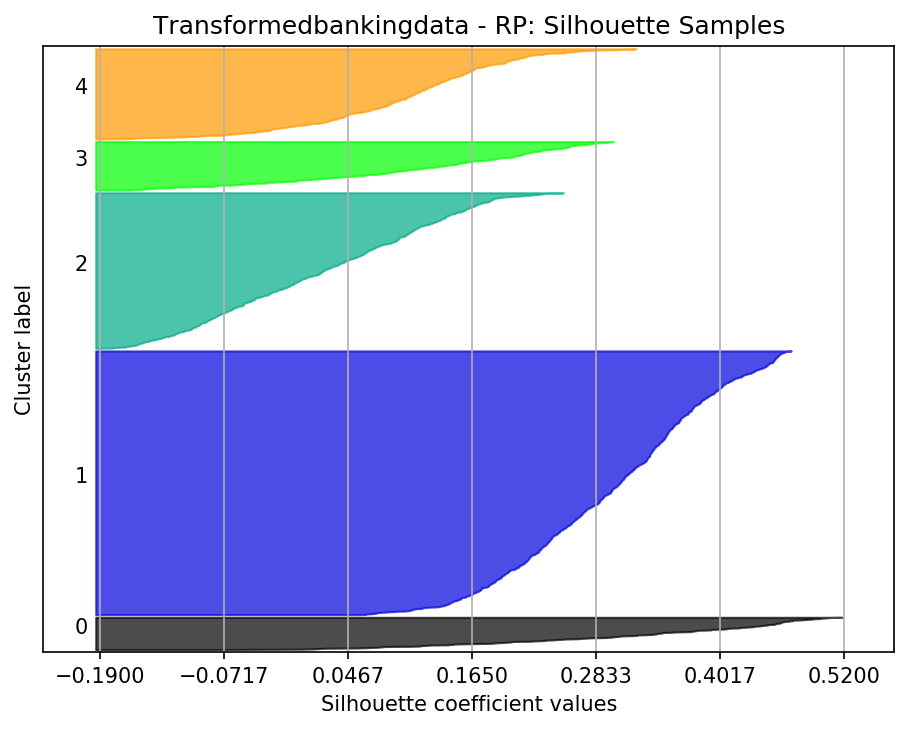 Transformedbankingdata - RP: Silhouette Samples
4
3
2
1
0
Cluster label
−0.1900 −0.0717 0.0467 0.1650 0.2833 0.4017 0.5200
Silhouette coefficient values